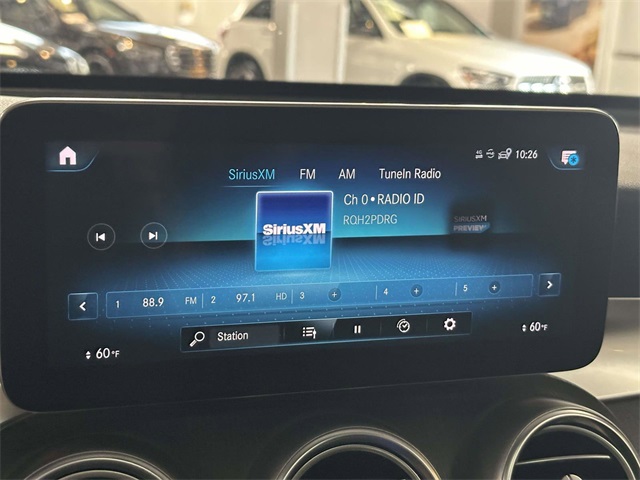 4G 10:26
SiriusXM FM AM TuneIn Radio
Ch 0 • RADIO ID
RQH2PDRG
SiriusXM
SIRIUSXM
PREVIEW
1 88.9 FM 2 97.1 HD 3 + 4 + 5 +
Station
60°F 60°F